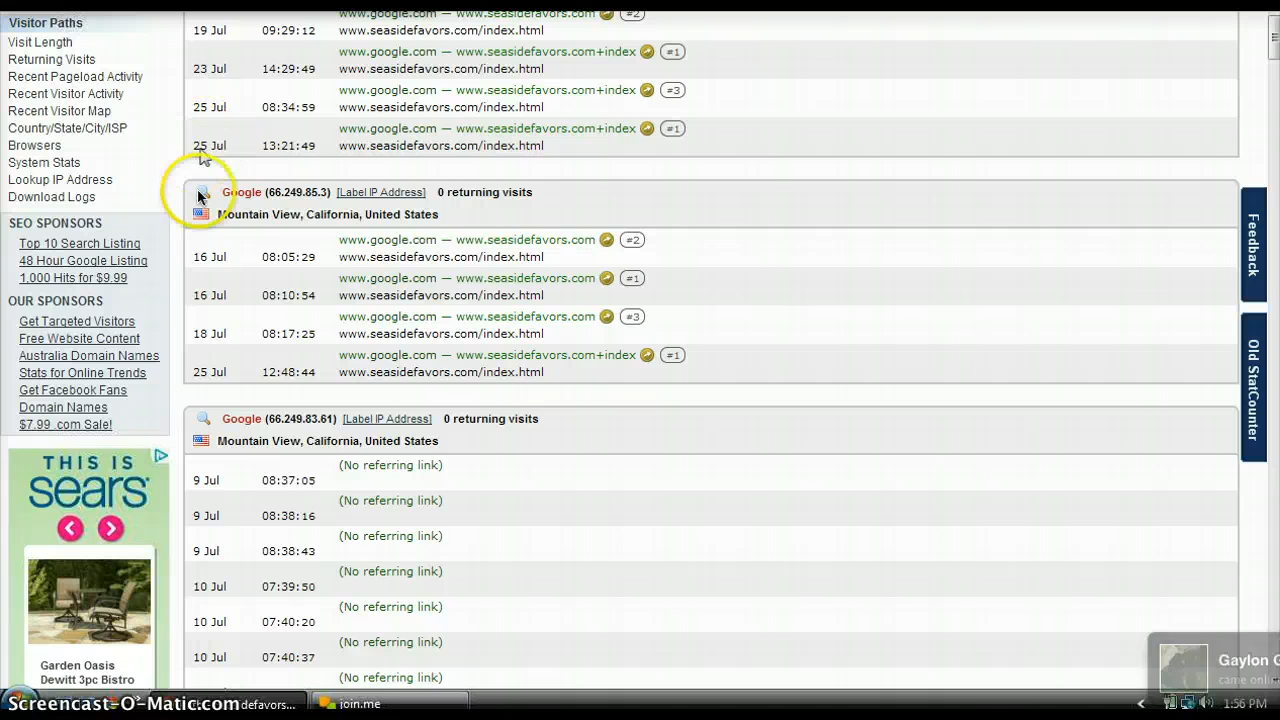 Visitor Paths
Visit Length
Returning Visits
Recent Pageload Activity
Recent Visitor Activity
Recent Visitor Map
Country/State/City/ISP
Browsers
System Stats
Lookup IP Address
Download Logs
SEO SPONSORS
Top 10 Search Listing
48 Hour Google Listing
1,000 Hits for $9.99
OUR SPONSORS
Get Targeted Visitors
Free Website Content
Australia Domain Names
Stats for Online Trends
Get Facebook Fans
Domain Names
$7.99 .com Sale!
THIS IS
sears
Garden Oasis
Dewitt 3pc Bistro
www.google.com — www.seasidefavors.com #2
19 Jul 09:29:12 www.seasidefavors.com/index.html
www.google.com — www.seasidefavors.com+index #1
23 Jul 14:29:49 www.seasidefavors.com/index.html
www.google.com — www.seasidefavors.com+index #3
25 Jul 08:34:59 www.seasidefavors.com/index.html
www.google.com — www.seasidefavors.com+index #1
25 Jul 13:21:49 www.seasidefavors.com/index.html
Google (66.249.85.3) [Label IP Address] 0 returning visits
Mountain View, California, United States
www.google.com — www.seasidefavors.com #2
16 Jul 08:05:29 www.seasidefavors.com/index.html
www.google.com — www.seasidefavors.com #1
16 Jul 08:10:54 www.seasidefavors.com/index.html
www.google.com — www.seasidefavors.com #3
18 Jul 08:17:25 www.seasidefavors.com/index.html
www.google.com — www.seasidefavors.com+index #1
25 Jul 12:48:44 www.seasidefavors.com/index.html
Google (66.249.83.61) [Label IP Address] 0 returning visits
Mountain View, California, United States
(No referring link)
9 Jul 08:37:05
(No referring link)
9 Jul 08:38:16
(No referring link)
9 Jul 08:38:43
(No referring link)
10 Jul 07:39:50
(No referring link)
10 Jul 07:40:20
(No referring link)
10 Jul 07:40:37
(No referring link)
Feedback
Old StatCounter
Gaylon G
came onlin
Screencast-O-Matic.com
defavors...
join.me
1:56 PM